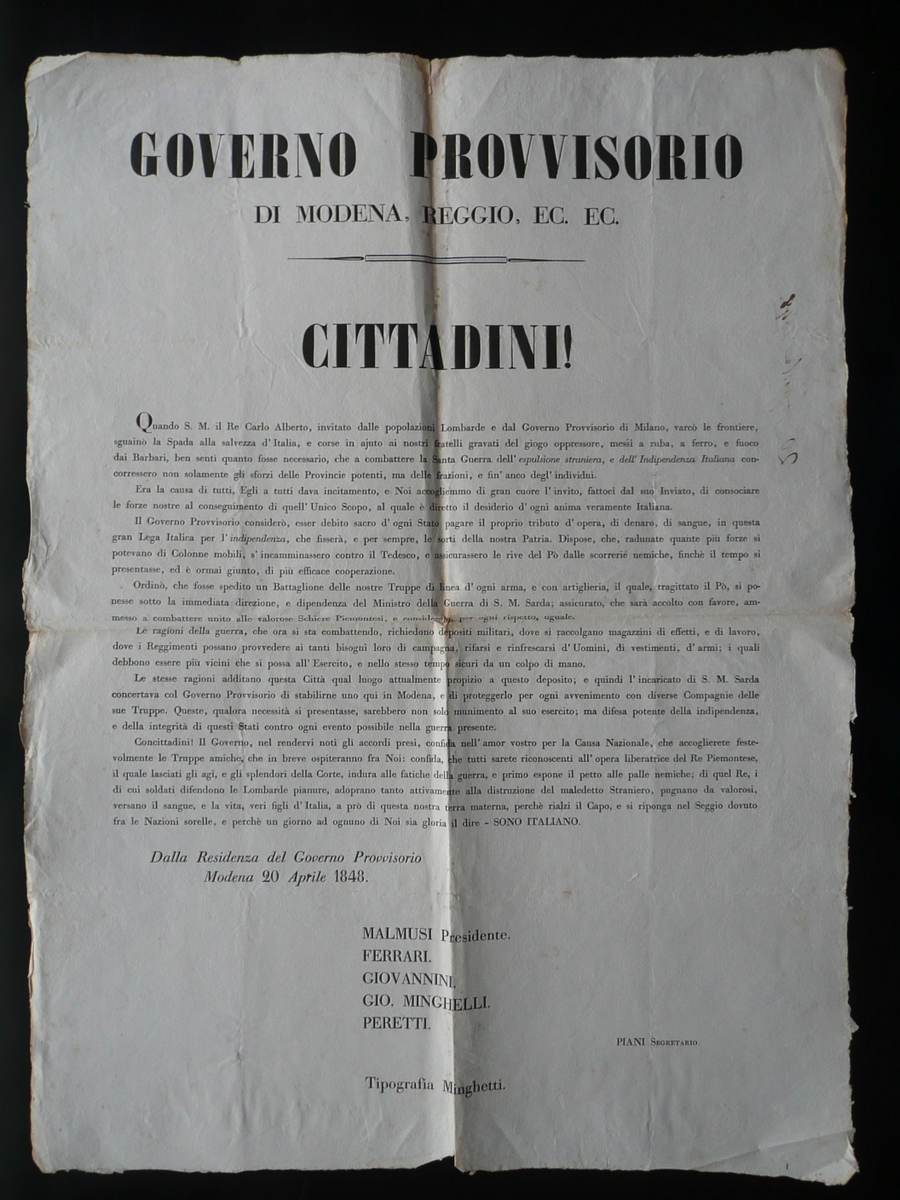 GOVERNO PROVVISORIO
DI MODENA, REGGIO, EC. EC.
CITTADINI!
Quando S. M. il Re Carlo Alberto, invitato dalle popolazioni Lombarde e dal Governo Provvisorio di Milano, varcò le frontiere,
sguainò la Spada alla salvezza d'Italia, e corse in ajuto ai nostri fratelli gravati del giogo oppressore, messi a ruba, a ferro, e fuoco
dai Barbari, ben sentì quanto fosse necessario, che a combattere la Santa Guerra dell'espulsione straniera, e dell'Indipendenza Italiana con-
corressero non solamente gli sforzi delle Provincie potenti, ma delle frazioni, e fin'anco degl'individui.
Era la causa di tutti, Egli a tutti dava incitamento, e Noi accogliemmo di gran cuore l'invito, fattoci dal suo Inviato, di consociare
le forze nostre al conseguimento di quell'Unico Scopo, al quale è diretto il desiderio d'ogni anima veramente Italiana.
Il Governo Provvisorio considerò, esser debito sacro d'ogni Stato pagare il proprio tributo d'opera, di denaro, di sangue, in questa
gran Lega Italica per l'indipendenza, che fisserà, e per sempre, le sorti della nostra Patria. Dispose, che, radunate quante più forze si
potevano di Colonne mobili, s'incamminassero contro il Tedesco, e assicurassero le rive del Pò dalle scorrerie nemiche, finchè il tempo si
presentasse, ed è ormai giunto, di più efficace cooperazione.
Ordinò, che fosse spedito un Battaglione delle nostre Truppe di linea d'ogni arma, e con artiglieria, il quale, tragittato il Pò, si po-
nesse sotto la immediata direzione, e dipendenza del Ministro della Guerra di S. M. Sarda; assicurato, che sarà accolto con favore, am-
messo a combattere unito alle valorose Schiere Piemontesi, e considerato per ogni rispetto, uguale.
Le ragioni della guerra, che ora si sta combattendo, richiedono depositi militari, dove si raccolgano magazzini di effetti, e di lavoro,
dove i Reggimenti possano provvedere ai tanti bisogni loro di campagna, rifarsi e rinfrescarsi d'Uomini, di vestimenti, d'armi; i quali
debbono essere più vicini che si possa all'Esercito, e nello stesso tempo sicuri da un colpo di mano.
Le stesse ragioni additano questa Città qual luogo attualmente propizio a questo deposito; e quindi l'incaricato di S. M. Sarda
concertava col Governo Provvisorio di stabilirne uno qui in Modena, e di proteggerlo per ogni avvenimento con diverse Compagnie delle
sue Truppe. Queste, qualora necessità si presentasse, sarebbero non solo munimento al suo esercito; ma difesa potente della indipendenza,
e della integrità di questi Stati contro ogni evento possibile nella guerra presente.
Concittadini! Il Governo, nel rendervi noti gli accordi presi, confida nell'amor vostro per la Causa Nazionale, che accoglierete feste-
volmente le Truppe amiche, che in breve ospiteranno fra Noi: confida, che tutti sarete riconoscenti all'opera liberatrice del Re Piemontese,
il quale lasciati gli agi, e gli splendori della Corte, indura alle fatiche della guerra, e primo espone il petto alle palle nemiche; di quel Re, i
di cui soldati difendono le Lombarde pianure, adoprano tanto attivamente alla distruzione del maledetto Straniero, pugnano da valorosi,
versano il sangue, e la vita, veri figli d'Italia, a prò di questa nostra terra materna, perchè rialzi il Capo, e si riponga nel Seggio dovuto
fra le Nazioni sorelle, e perchè un giorno ad ognuno di Noi sia gloria il dire - SONO ITALIANO.
Dalla Residenza del Governo Provvisorio
Modena 20 Aprile 1848.
MALMUSI Presidente.
FERRARI.
GIOVANNINI.
GIO. MINGHELLI.
PERETTI.
PIANI Segretario
Tipografia Minghetti.